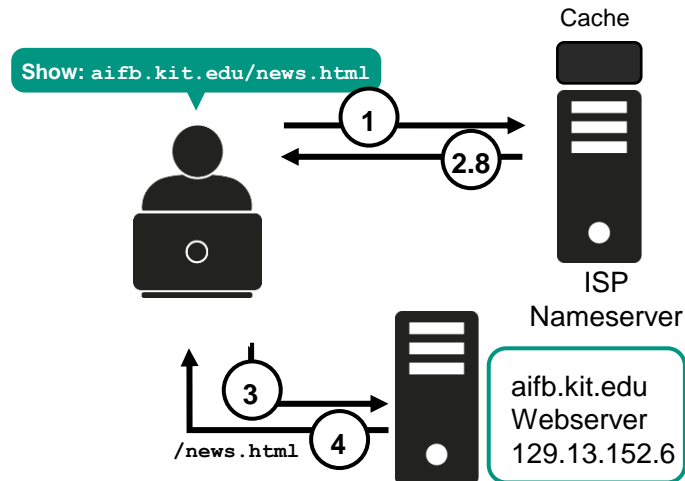 Cache
Show: aifb.kit.edu/news.html
1
2.8
ISP
Nameserver
3
4
/news.html
aifb.kit.edu
Webserver
129.13.152.6